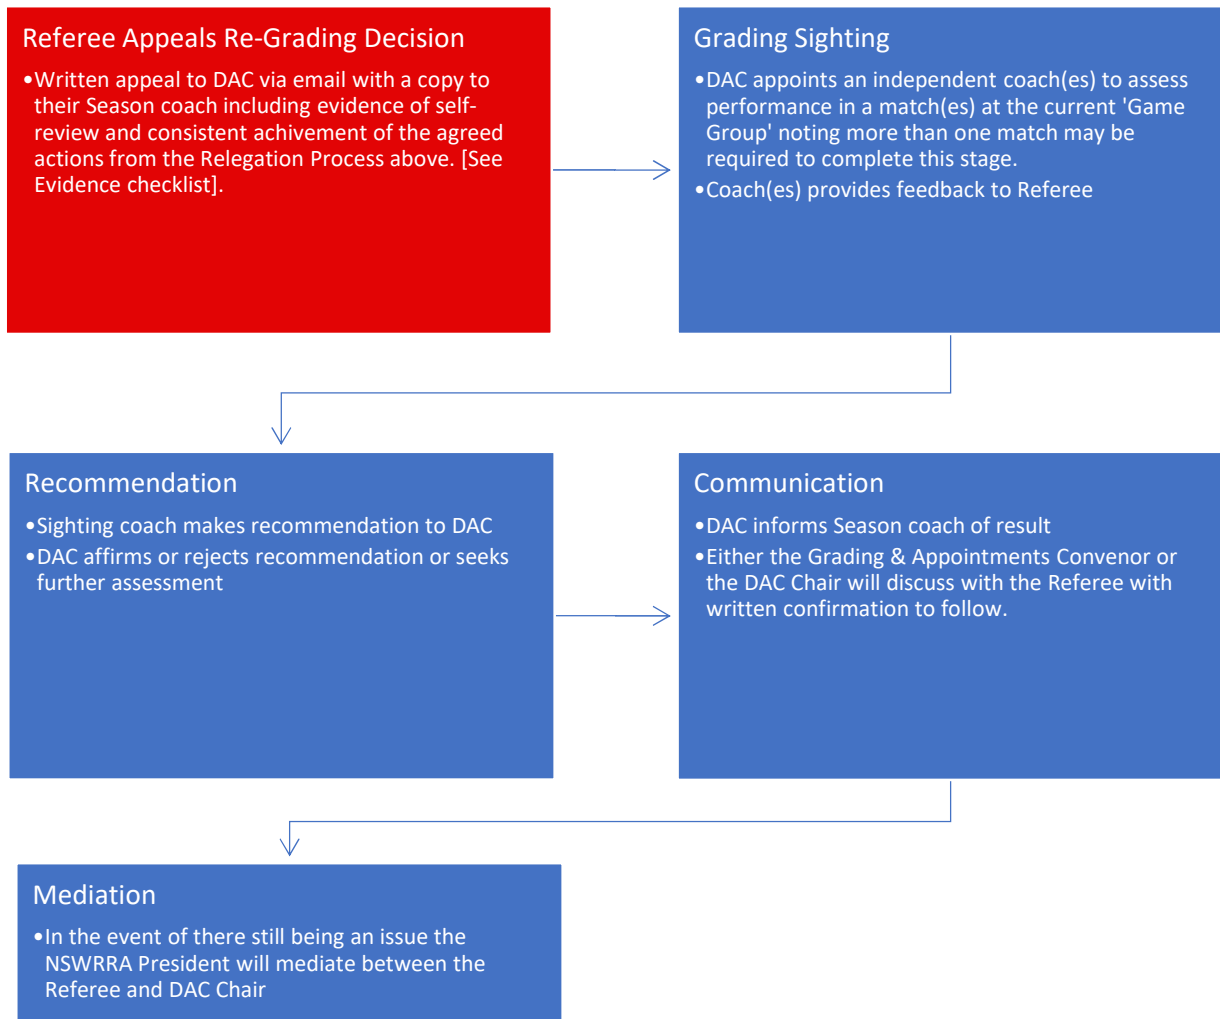 Referee Appeals Re-Grading Decision
•Written appeal to DAC via email with a copy to
their Season coach including evidence of self-
review and consistent achivement of the agreed
actions from the Relegation Process above. [See
Evidence checklist].
Grading Sighting
•DAC appoints an independent coach(es) to assess
performance in a match(es) at the current 'Game
Group' noting more than one match may be
required to complete this stage.
•Coach(es) provides feedback to Referee
Recommendation
•Sighting coach makes recommendation to DAC
•DAC affirms or rejects recommendation or seeks
further assessment
Communication
•DAC informs Season coach of result
•Either the Grading & Appointments Convenor or
the DAC Chair will discuss with the Referee with
written confirmation to follow.
Mediation
•In the event of there still being an issue the
NSWRRA President will mediate between the
Referee and DAC Chair